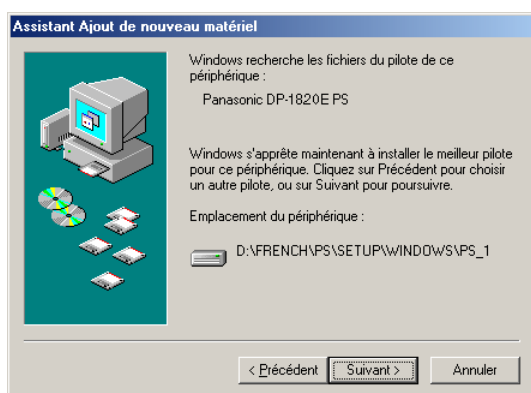 Assistant Ajout de nouveau matériel
Windows recherche les fichiers du pilote de ce
périphérique :
Panasonic DP-1820E PS
Windows s'apprête maintenant à installer le meilleur pilote
pour ce périphérique. Cliquez sur Précédent pour choisir
un autre pilote, ou sur Suivant pour poursuivre.
Emplacement du périphérique :
D:\FRENCH\PS\SETUP\WINDOWS\PS_1
< Précédent
Suivant >
Annuler